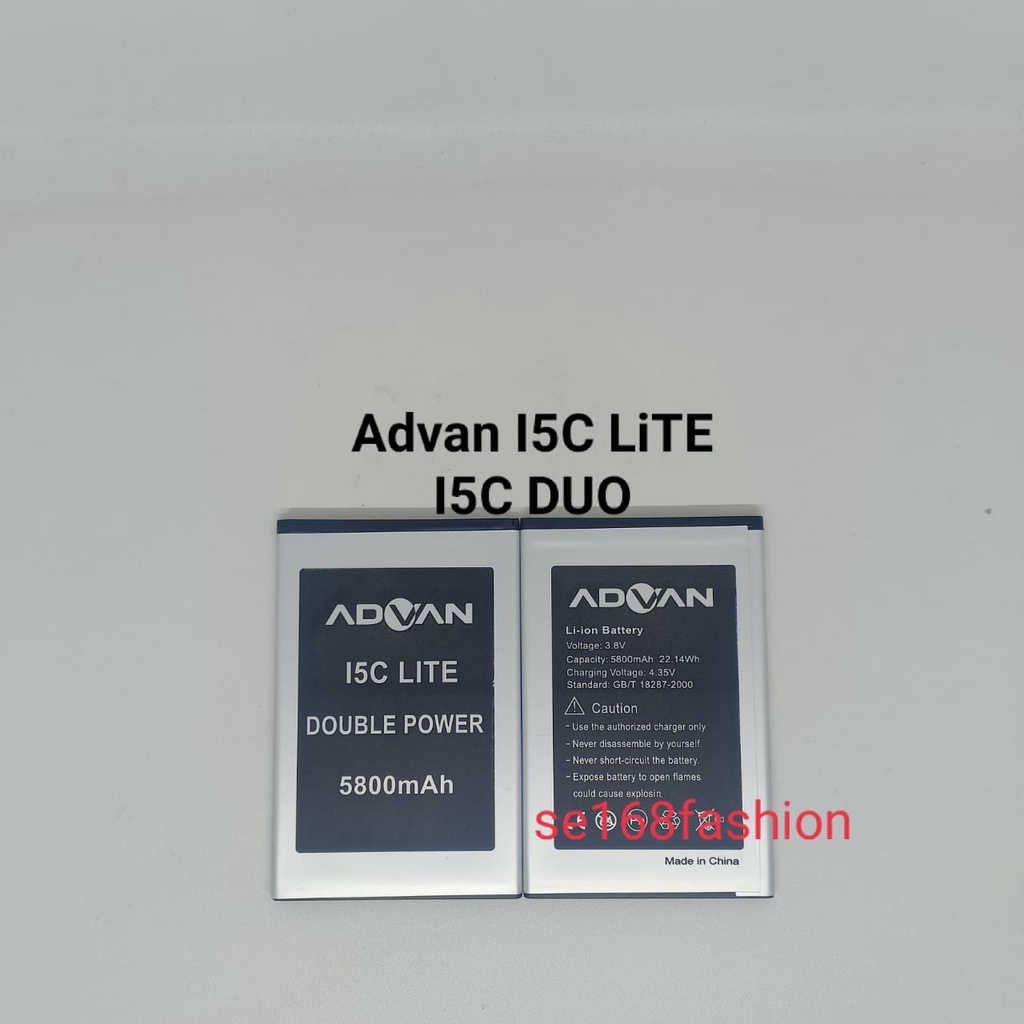 Advan I5C LiTE
I5C DUO
ADVAN
I5C LITE
DOUBLE POWER
5800mAh
ADVAN
Li-ion Battery
Voltage: 3.8V
Capacity: 5800mAh 22.14Wh
Charging Voltage: 4.35V
Standard: GB/T 18287-2000
Caution
- Use the authorized charger only
- Never disassemble by yourself.
- Never short-circuit the battery.
- Expose battery to open flames
could cause explosin.
se168fashion
Made in China